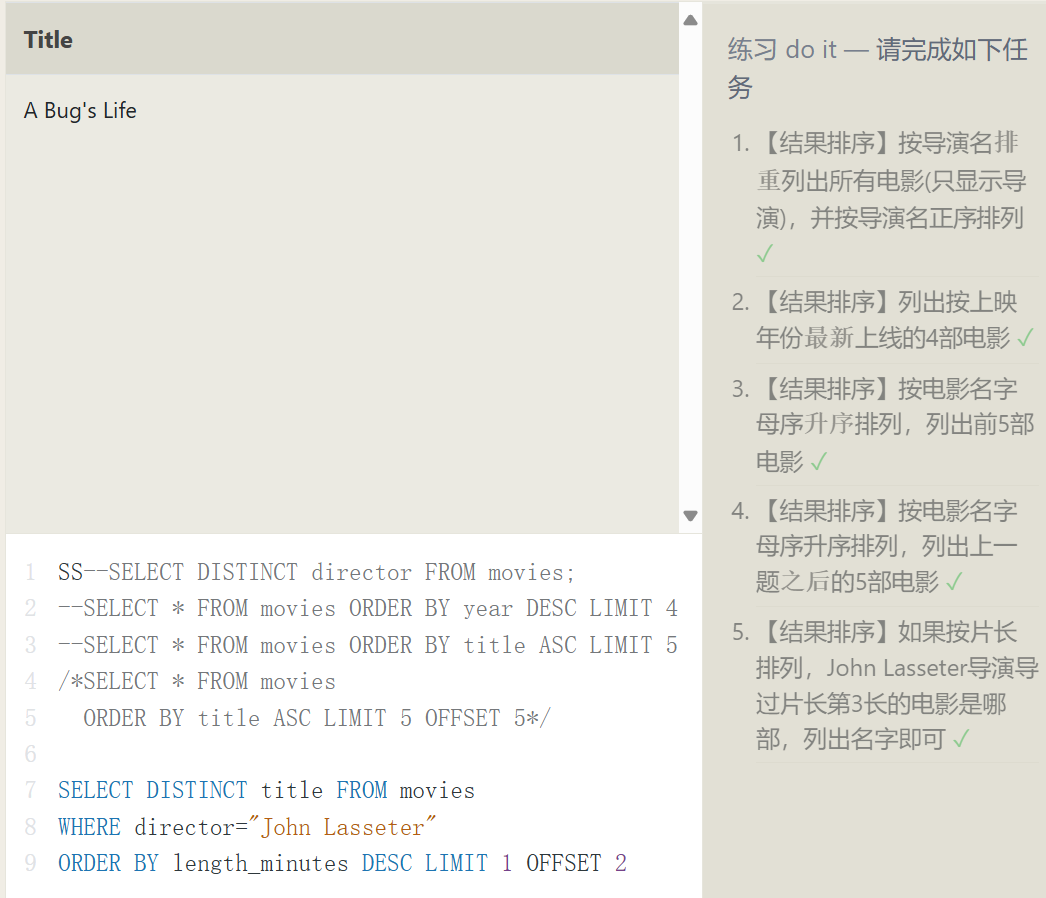 Title
A Bug's Life
1 SS--SELECT DISTINCT director FROM movies;
2 --SELECT * FROM movies ORDER BY year DESC LIMIT 4
3 --SELECT * FROM movies ORDER BY title ASC LIMIT 5
4 /*SELECT * FROM movies
5 ORDER BY title ASC LIMIT 5 OFFSET 5*/
6
7 SELECT DISTINCT title FROM movies
8 WHERE director="John Lasseter"
9 ORDER BY length_minutes DESC LIMIT 1 OFFSET 2
练习 do it — 请完成如下任
务
1. 【结果排序】按导演名排
重列出所有电影(只显示导
演)，并按导演名正序排列
✓
2. 【结果排序】列出按上映
年份最新上线的4部电影 ✓
3. 【结果排序】按电影名字
母序升序排列，列出前5部
电影 ✓
4. 【结果排序】按电影名字
母序升序排列，列出上一
题之后的5部电影 ✓
5. 【结果排序】如果按片长
排列，John Lasseter导演导
过片长第3长的电影是哪
部，列出名字即可 ✓